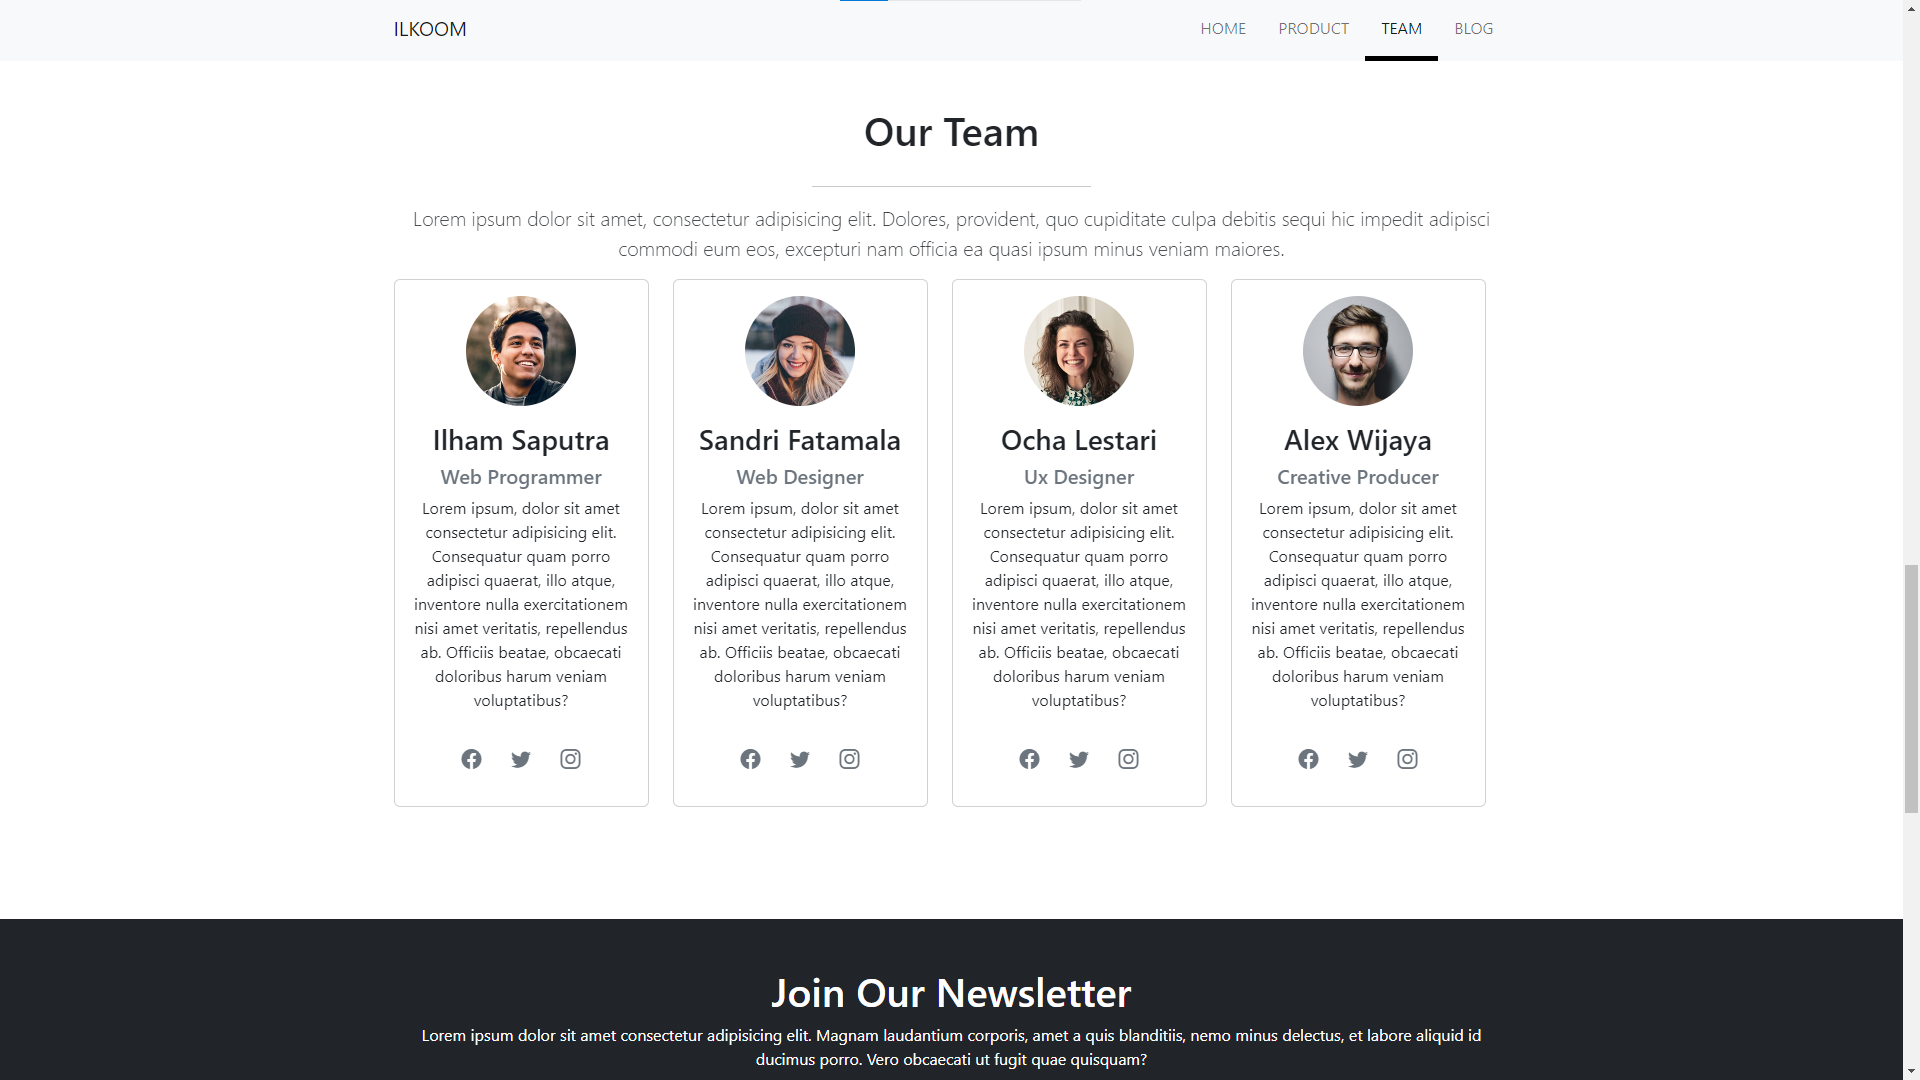 ILKOOM
HOME
PRODUCT
TEAM
BLOG
Our Team
Lorem ipsum dolor sit amet, consectetur adipisicing elit. Dolores, provident, quo cupiditate culpa debitis sequi hic impedit adipisci
commodi eum eos, excepturi nam officia ea quasi ipsum minus veniam maiores.
Ilham Saputra
Web Programmer
Lorem ipsum, dolor sit amet
consectetur adipisicing elit.
Consequatur quam porro
adipisci quaerat, illo atque,
inventore nulla exercitationem
nisi amet veritatis, repellendus
ab. Officiis beatae, obcaecati
doloribus harum veniam
voluptatibus?
Sandri Fatamala
Web Designer
Lorem ipsum, dolor sit amet
consectetur adipisicing elit.
Consequatur quam porro
adipisci quaerat, illo atque,
inventore nulla exercitationem
nisi amet veritatis, repellendus
ab. Officiis beatae, obcaecati
doloribus harum veniam
voluptatibus?
Ocha Lestari
Ux Designer
Lorem ipsum, dolor sit amet
consectetur adipisicing elit.
Consequatur quam porro
adipisci quaerat, illo atque,
inventore nulla exercitationem
nisi amet veritatis, repellendus
ab. Officiis beatae, obcaecati
doloribus harum veniam
voluptatibus?
Alex Wijaya
Creative Producer
Lorem ipsum, dolor sit amet
consectetur adipisicing elit.
Consequatur quam porro
adipisci quaerat, illo atque,
inventore nulla exercitationem
nisi amet veritatis, repellendus
ab. Officiis beatae, obcaecati
doloribus harum veniam
voluptatibus?
Join Our Newsletter
Lorem ipsum dolor sit amet consectetur adipisicing elit. Magnam laudantium corporis, amet a quis blanditiis, nemo minus delectus, et labore aliquid id
ducimus porro. Vero obcaecati ut fugit quae quisquam?